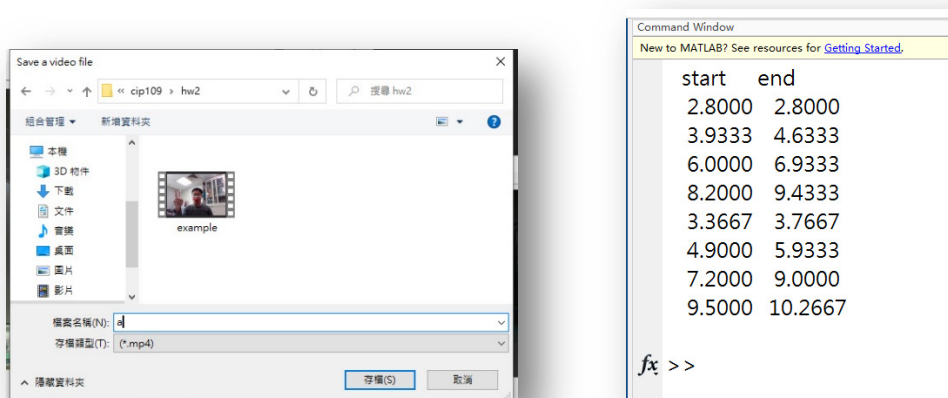 Save a video file
« cip109 › hw2
搜尋 hw2
組合管理
新增資料夾
本機
3D 物件
下載
文件
音樂
桌面
圖片
影片
example
檔案名稱(N): a
存檔類型(T): (*.mp4)
隱藏資料夾
存檔(S)
取消
Command Window
New to MATLAB? See resources for Getting Started.
start end
2.8000 2.8000
3.9333 4.6333
6.0000 6.9333
8.2000 9.4333
3.3667 3.7667
4.9000 5.9333
7.2000 9.0000
9.5000 10.2667
fx >>